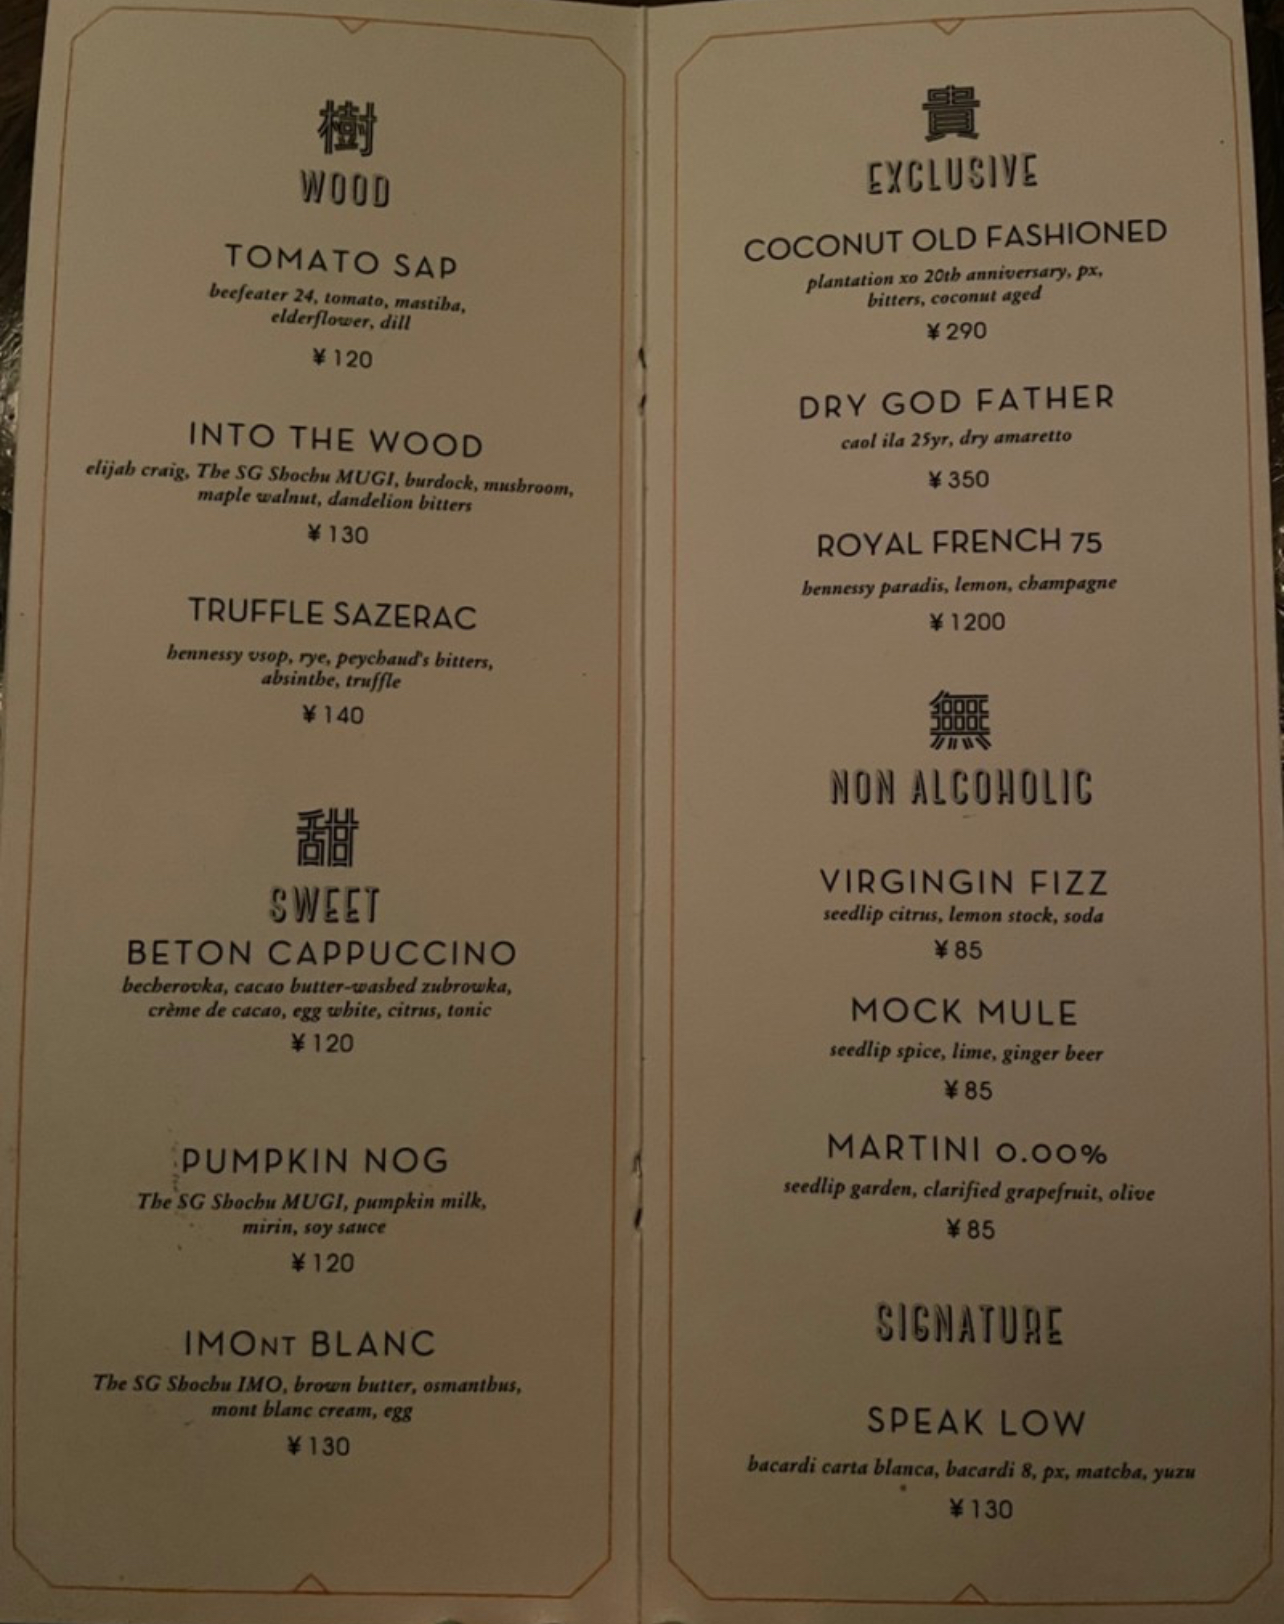 樹
WOOD
TOMATO SAP
beefeater 24, tomato, mastiha,
elderflower, dill
¥120
INTO THE WOOD
elijah craig, The SG Shochu MUGI, burdock, mushroom,
maple walnut, dandelion bitters
¥130
TRUFFLE SAZERAC
hennessy vsop, rye, peychaud's bitters,
absinthe, truffle
¥140
甜
SWEET
BETON CAPPUCCINO
becherovka, cacao butter-washed zubrowka,
crème de cacao, egg white, citrus, tonic
¥120
PUMPKIN NOG
The SG Shochu MUGI, pumpkin milk,
mirin, soy sauce
¥120
IMONT BLANC
The SG Shochu IMO, brown butter, osmanthus,
mont blanc cream, egg
¥130
貴
EXCLUSIVE
COCONUT OLD FASHIONED
plantation xo 20th anniversary, px,
bitters, coconut aged
¥290
DRY GOD FATHER
caol ila 25yr, dry amaretto
¥350
ROYAL FRENCH 75
hennessy paradis, lemon, champagne
¥1200
無
NON ALCOHOLIC
VIRGINGIN FIZZ
seedlip citrus, lemon stock, soda
¥85
MOCK MULE
seedlip spice, lime, ginger beer
¥85
MARTINI 0.00%
seedlip garden, clarified grapefruit, olive
¥85
SIGNATURE
SPEAK LOW
bacardi carta blanca, bacardi 8, px, matcha, yuzu
¥130